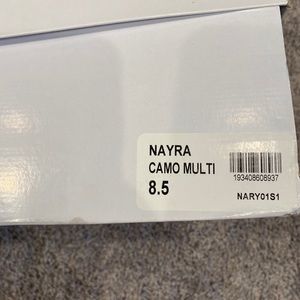 NAYRA
CAMO MULTI
8.5
193408608937
NARY01S1